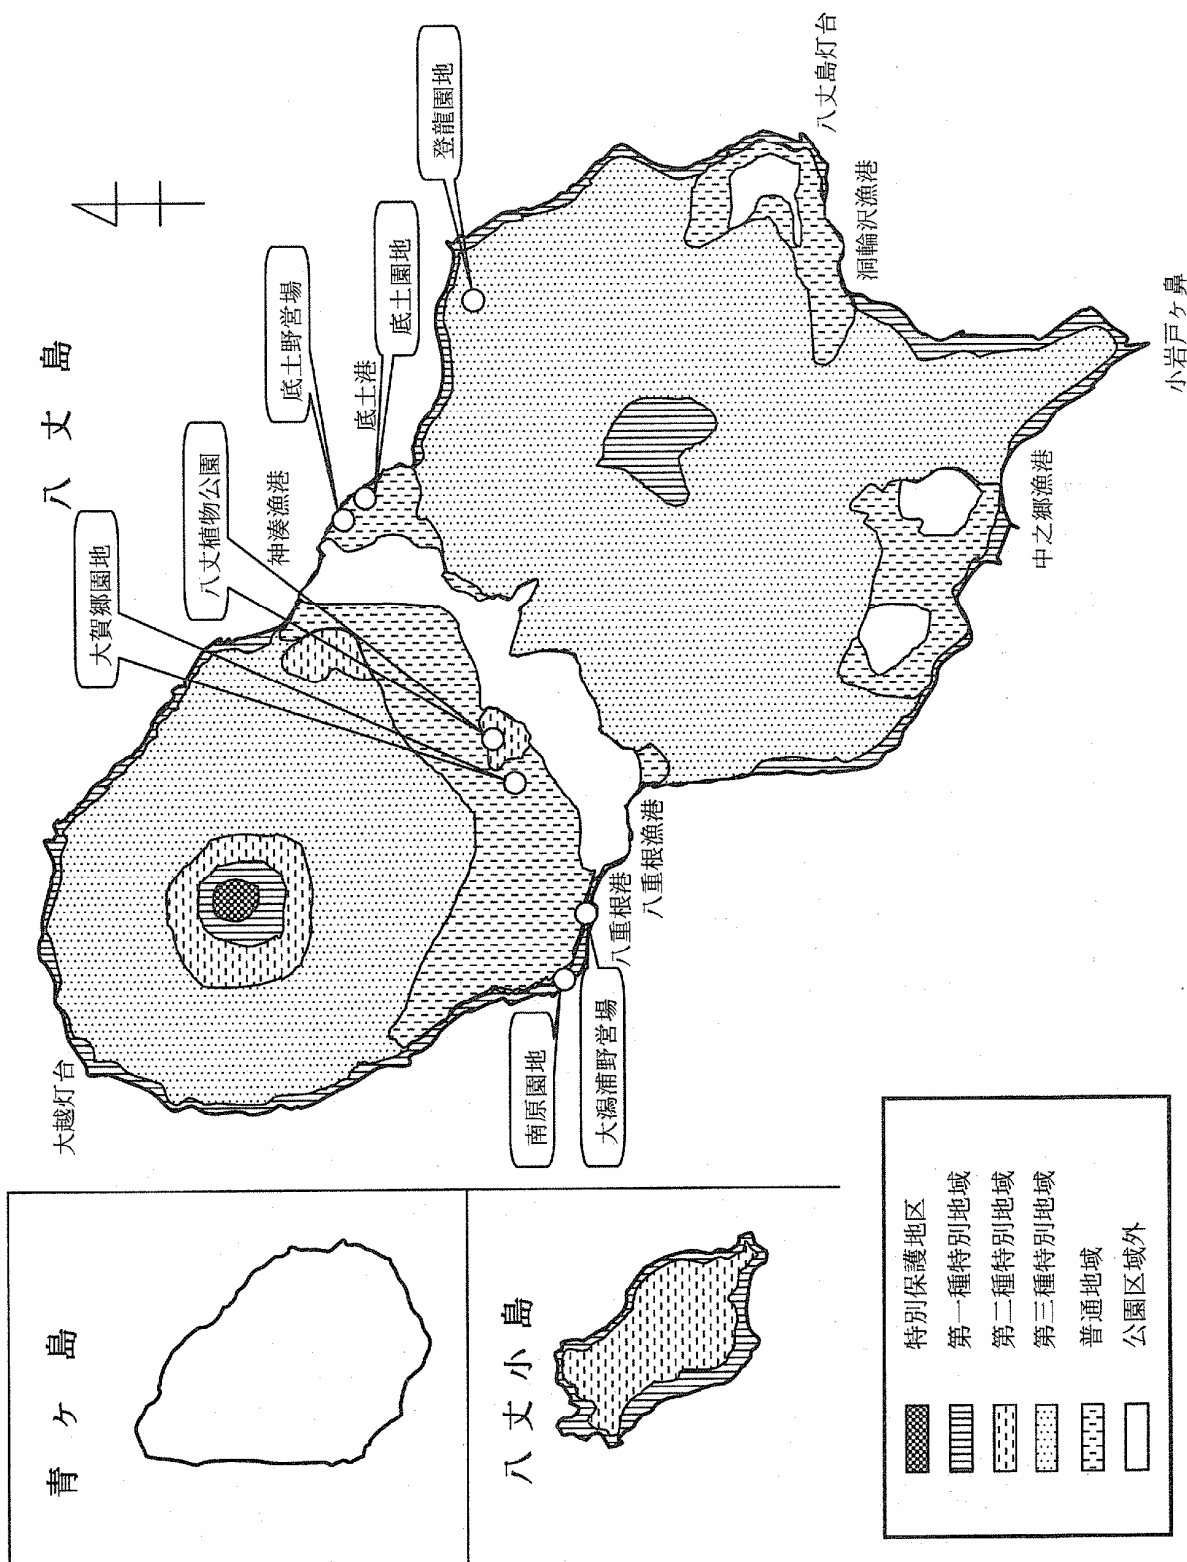 八丈島
登龍園地
底土園地
底土野営場
底土港
神湊漁港
八丈植物公園
大賀郷園地
八丈島灯台
洞輪沢漁港
小岩戸ヶ鼻
中之郷漁港
八重根漁港
八重根港
大潟浦野営場
南原園地
大越灯台
青ヶ島
八丈小島
特別保護地区
第一種特別地域
第二種特別地域
第三種特別地域
普通地域
公園区域外